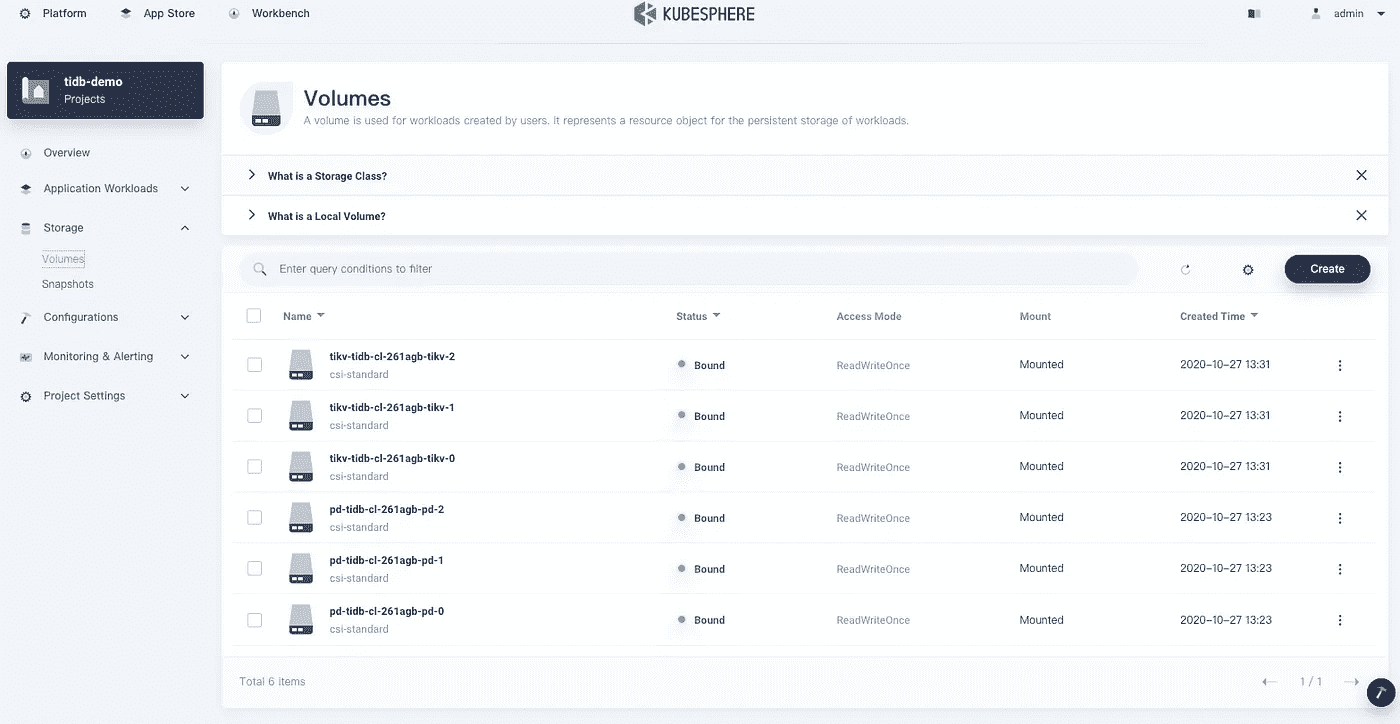 Platform App Store Workbench KUBESPHERE admin
tidb-demo
Projects
Overview
Application Workloads
Storage
Volumes
Snapshots
Configurations
Monitoring & Alerting
Project Settings
Volumes
A volume is used for workloads created by users. It represents a resource object for the persistent storage of workloads.
What is a Storage Class?
What is a Local Volume?
Enter query conditions to filter Create
Name Status Access Mode Mount Created Time
tikv-tidb-cl-261agb-tikv-2 Bound ReadWriteOnce Mounted 2020-10-27 13:31
csi-standard
tikv-tidb-cl-261agb-tikv-1 Bound ReadWriteOnce Mounted 2020-10-27 13:31
csi-standard
tikv-tidb-cl-261agb-tikv-0 Bound ReadWriteOnce Mounted 2020-10-27 13:31
csi-standard
pd-tidb-cl-261agb-pd-2 Bound ReadWriteOnce Mounted 2020-10-27 13:23
csi-standard
pd-tidb-cl-261agb-pd-1 Bound ReadWriteOnce Mounted 2020-10-27 13:23
csi-standard
pd-tidb-cl-261agb-pd-0 Bound ReadWriteOnce Mounted 2020-10-27 13:23
csi-standard
Total 6 items 1 / 1